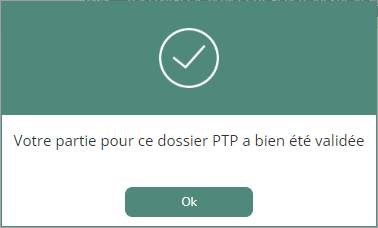 Votre partie pour ce dossier PTP a bien été validée
Ok